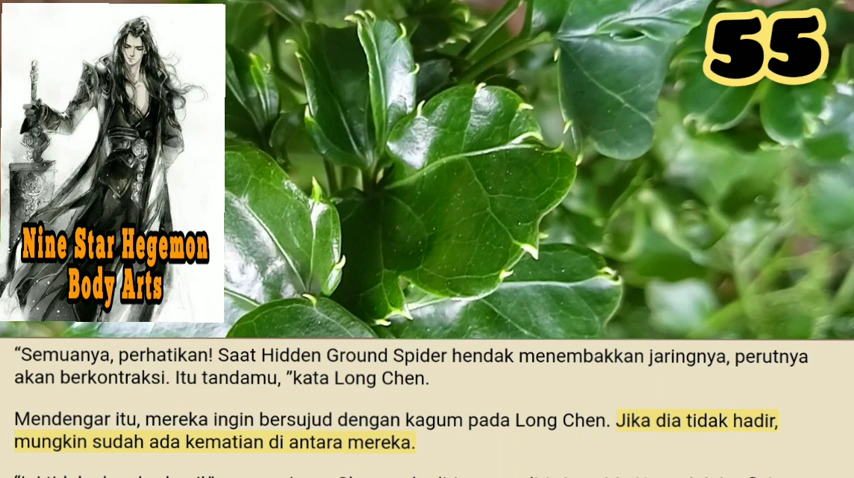 55
Nine Star Hegemon
Body Arts
“Semuanya, perhatikan! Saat Hidden Ground Spider hendak menembakkan jaringnya, perutnya
akan berkontraksi. Itu tandamu, ”kata Long Chen.
Mendengar itu, mereka ingin bersujud dengan kagum pada Long Chen. Jika dia tidak hadir,
mungkin sudah ada kematian di antara mereka.